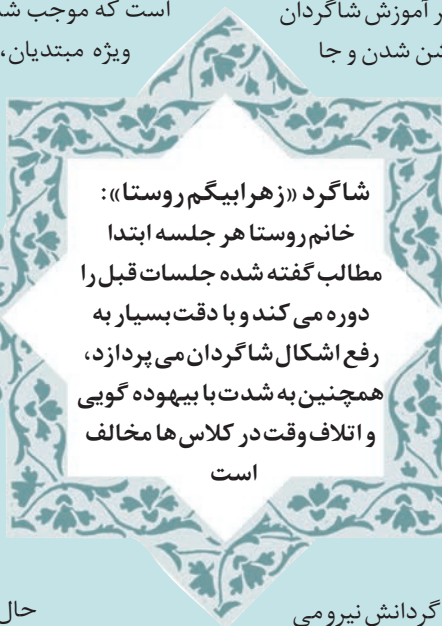 ر آموزش شاگردان
شن شدن و جا
است که موجب شد
ویژه مبتدیان،
شاگرد «زهرابیگم روستا»:
خانم روستا هر جلسه ابتدا
مطالب گفته شده جلسات قبل را
دوره می کند و با دقت بسیار به
رفع اشکال شاگردان می پردازد،
همچنین به شدت با بیهوده گویی
و اتلاف وقت در کلاس ها مخالف
است
گردانش نیرو می
حال